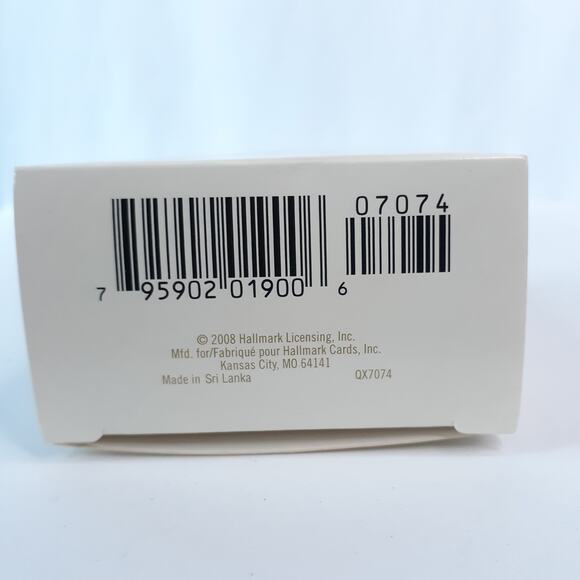 07074
7 95902 01900 6
© 2008 Hallmark Licensing, Inc.
Mfd. for/Fabriqué pour Hallmark Cards, Inc.
Kansas City, MO 64141
Made in Sri Lanka QX7074